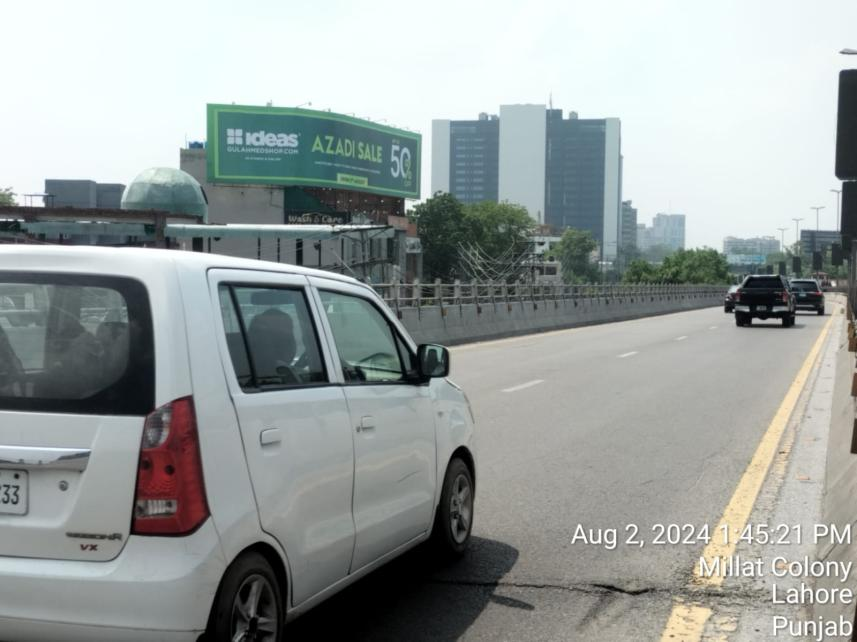 ideas
GULAHMEDSHOP.COM
AZADI SALE
50
Wash & Care
33
WAGON R
VX
Aug 2, 2024 1:45:21 PM
Millat Colony
Lahore
Punjab